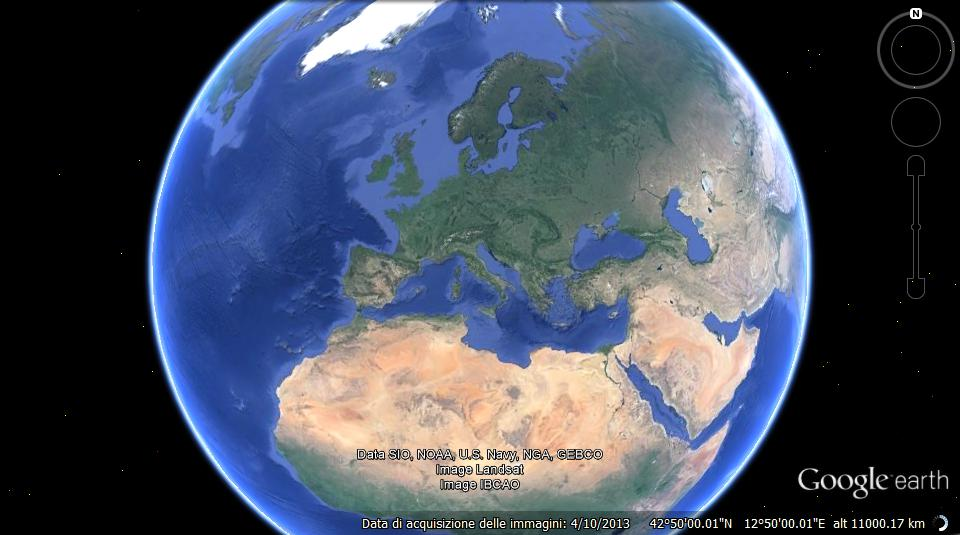 N
Data SIO, NOAA, U.S. Navy, NGA, GEBCO
Image Landsat
Image IBCAO
Google earth
Data di acquisizione delle immagini: 4/10/2013 42°50'00.01"N 12°50'00.01"E alt 11000.17 km